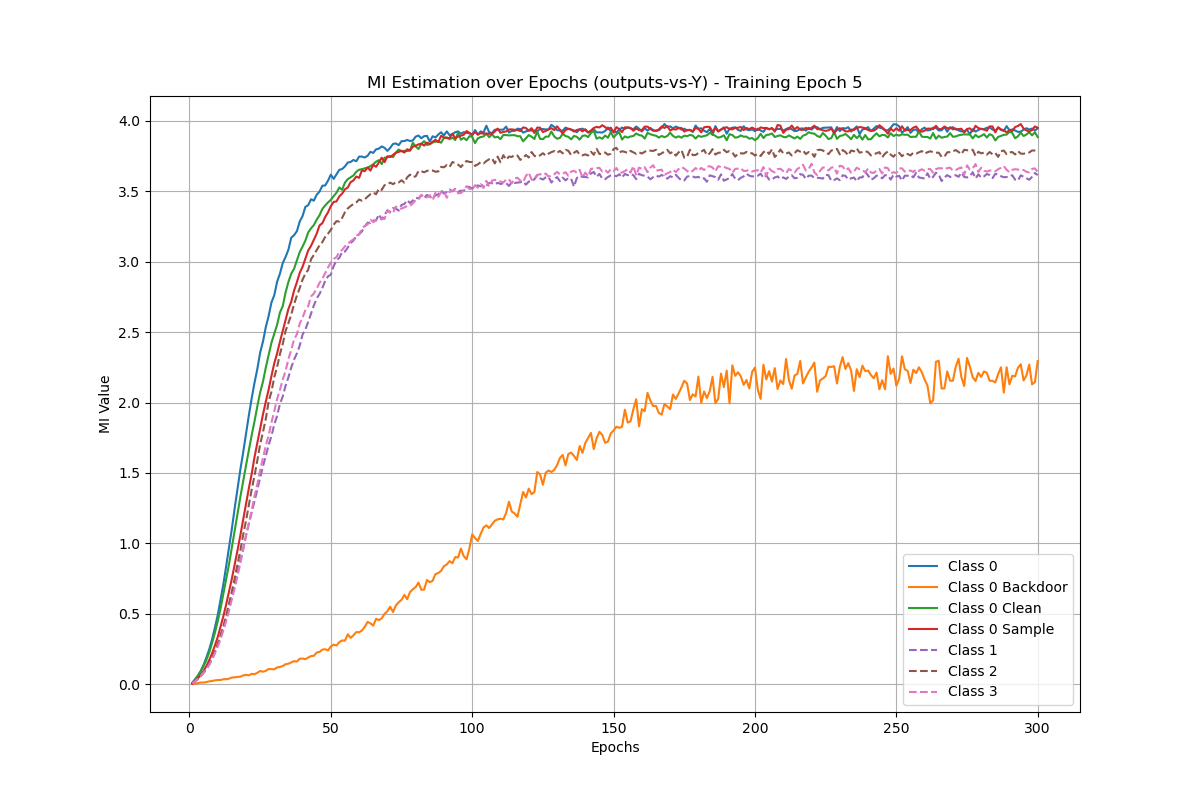 MI Estimation over Epochs (outputs-vs-Y) - Training Epoch 5
MI Value
4.0
3.5
3.0
2.5
2.0
1.5
1.0
0.5
0.0
0
50
100
150
200
250
300
Epochs
Class 0
Class 0 Backdoor
Class 0 Clean
Class 0 Sample
Class 1
Class 2
Class 3